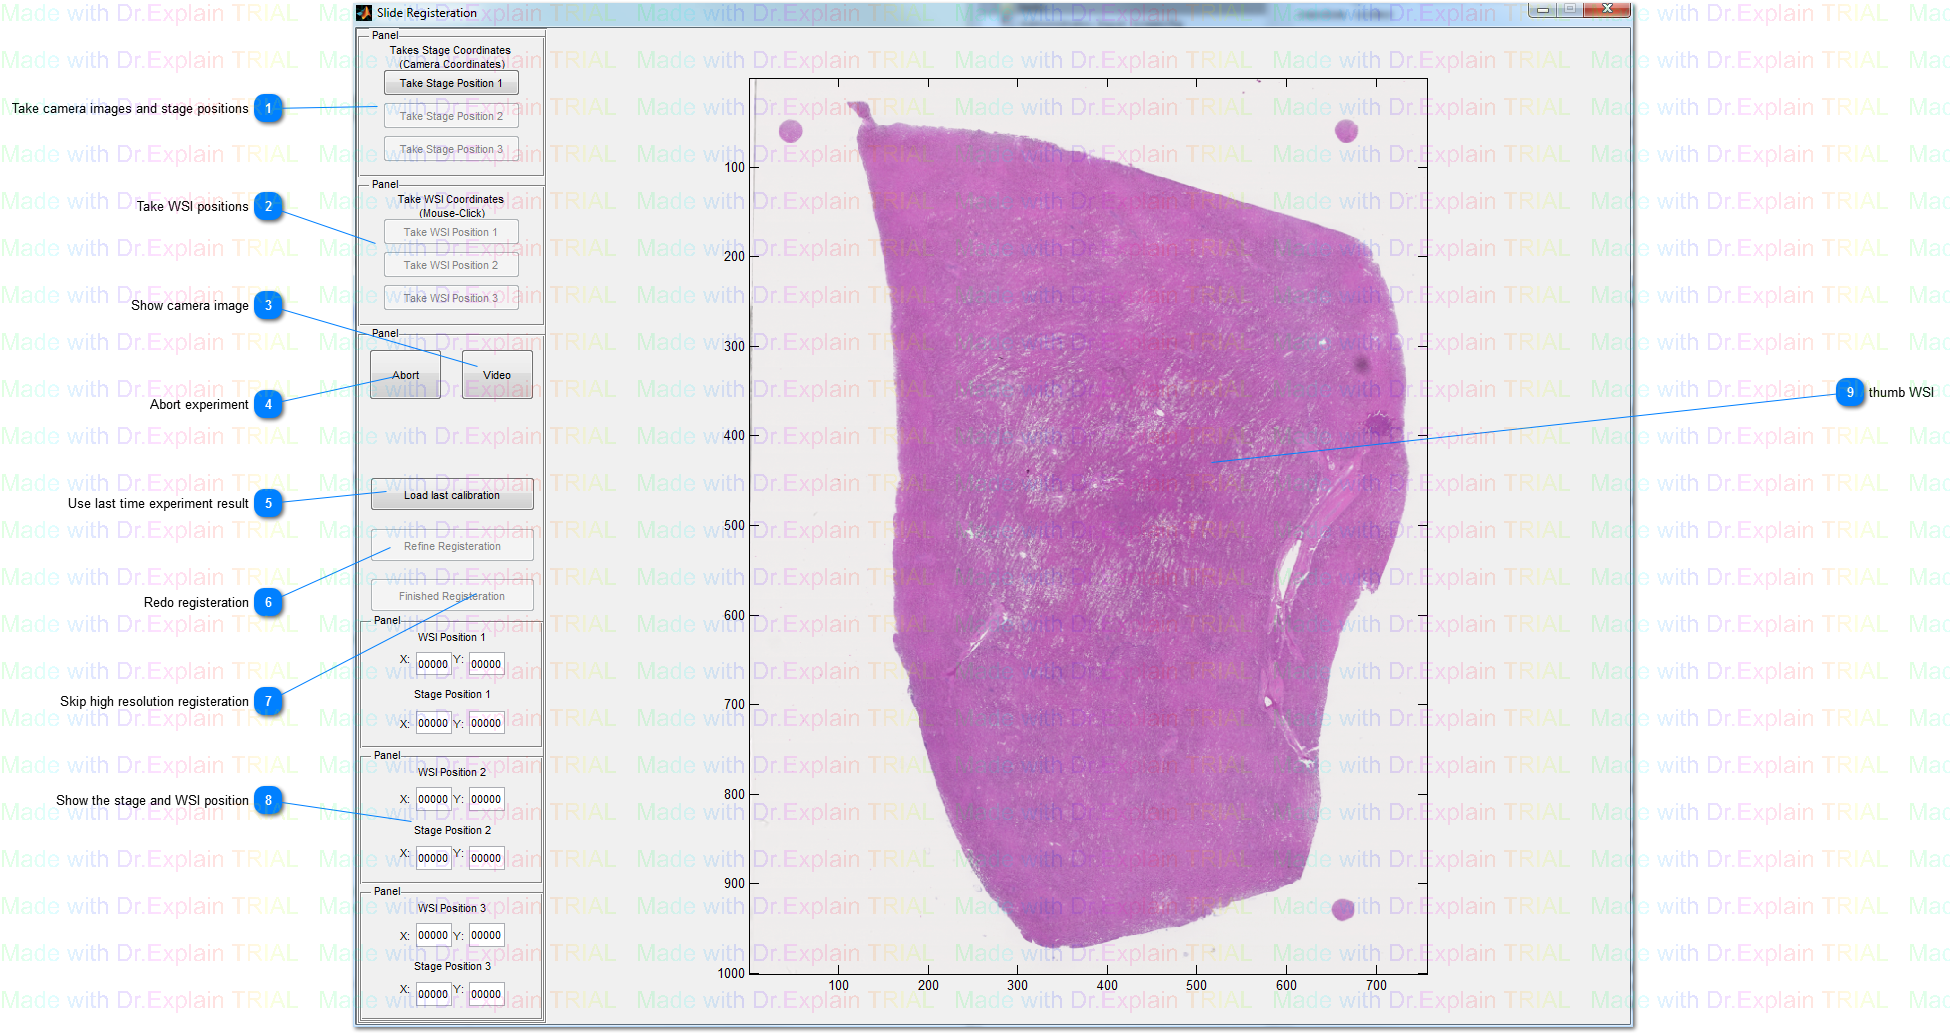 Slide Registeration
Panel
Takes Stage Coordinates
(Camera Coordinates)
Take Stage Position 1
Take Stage Position 2
Take Stage Position 3
Panel
Take WSI Coordinates
(Mouse-Click)
Take WSI Position 1
Take WSI Position 2
Take WSI Position 3
Panel
Abort
Video
Load last calibration
Refine Registeration
Finished Registeration
Panel
WSI Position 1
X: 00000 Y: 00000
Stage Position 1
X: 00000 Y: 00000
Panel
WSI Position 2
X: 00000 Y: 00000
Stage Position 2
X: 00000 Y: 00000
Panel
WSI Position 3
X: 00000 Y: 00000
Stage Position 3
X: 00000 Y: 00000
Take camera images and stage positions 1
Take WSI positions 2
Show camera image 3
Abort experiment 4
Use last time experiment result 5
Redo registeration 6
Skip high resolution registeration 7
Show the stage and WSI position 8
9 thumb WSI
100
200
300
400
500
600
700
800
900
1000
100 200 300 400 500 600 700
Made with Dr.Explain TRIAL